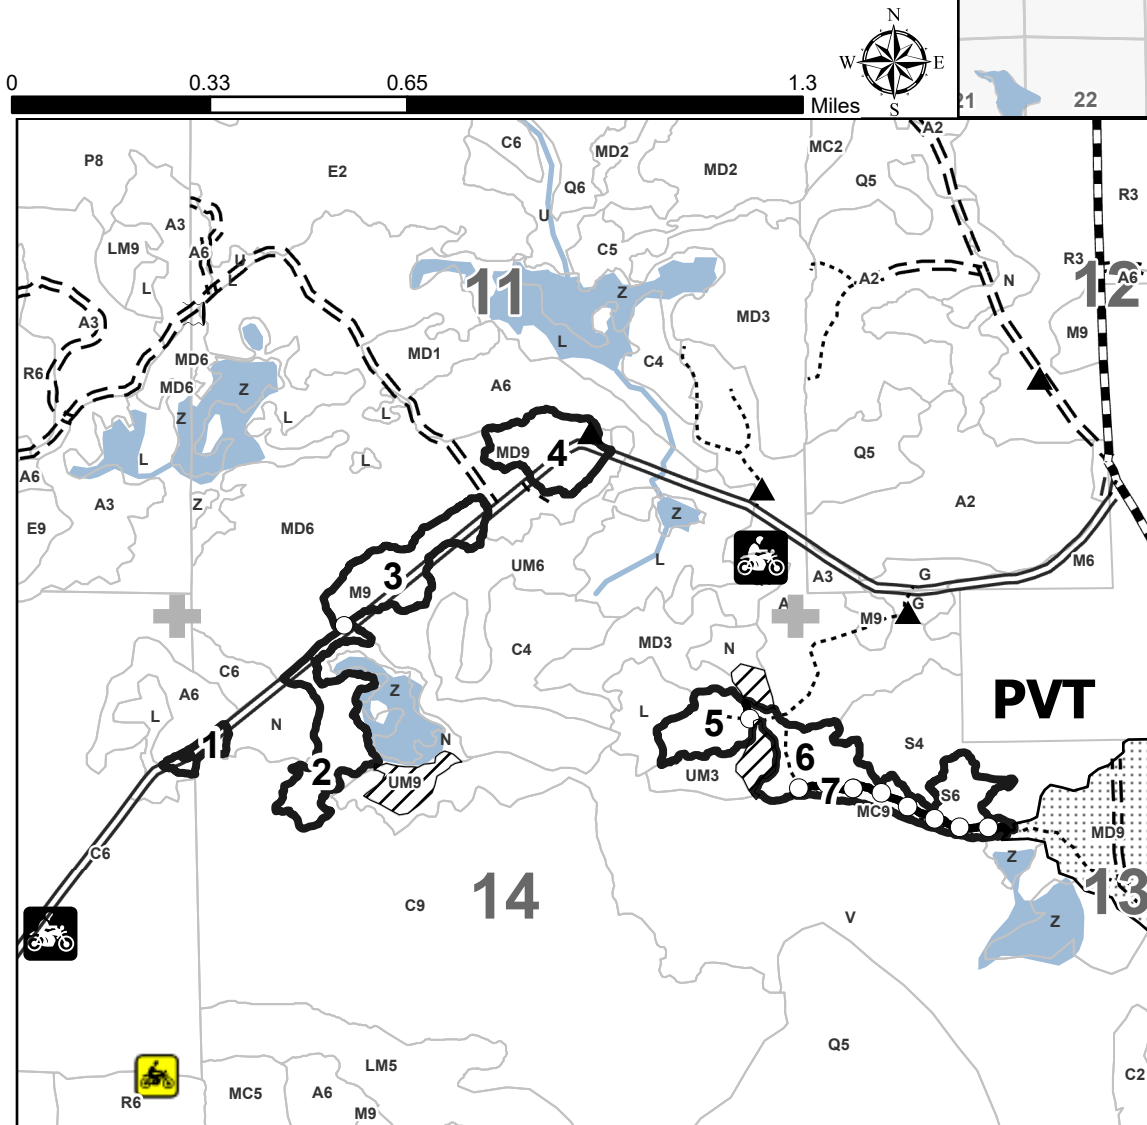 N
W E
S
21 22
0 0.33 0.65 1.3
Miles
P8 E2 C6 MD2 MD2 MC2 A2
Q6 Q5 R3
A3 U
LM9 A6 U C5 R3
L L 11 Z A2 N 12 A6
A3 MD3
MD1 L C4 M9
R6 MD6
MD6 Z A6
Z L L
MD9 4 Q5
A6 L L
A3 Z A2
E9 MD6 Z
UM6 L M6
3 A3 G
M9 A G
M9
C6 C4 MD3 N
A6 Z PVT
L N L 5
1 N S4
2 UM9 UM3 6
7 S6
MC9
MD9
C6 Z
C9 14 13
V Z
Q5
LM5
R6 MC5 A6 C2
M9